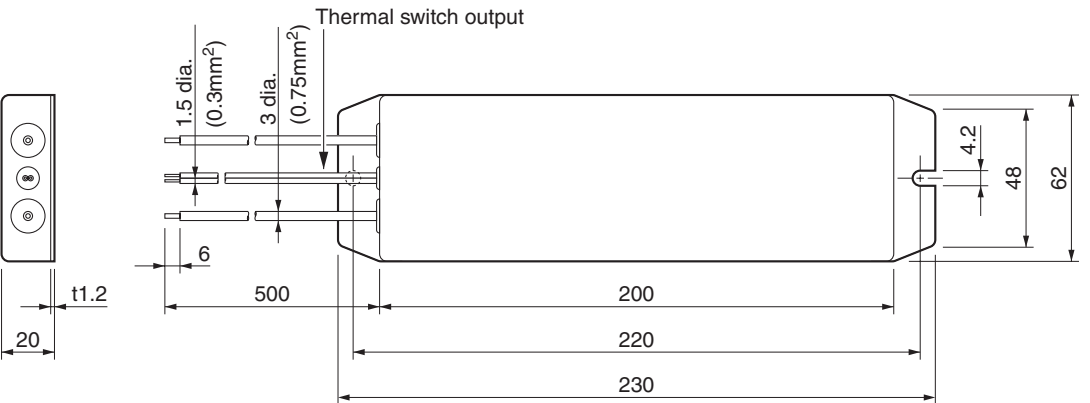 Thermal switch output
1.5 dia.
(0.3mm²)
3 dia.
(0.75mm²)
4.2
48
62
6
t1.2
500
200
20
220
230